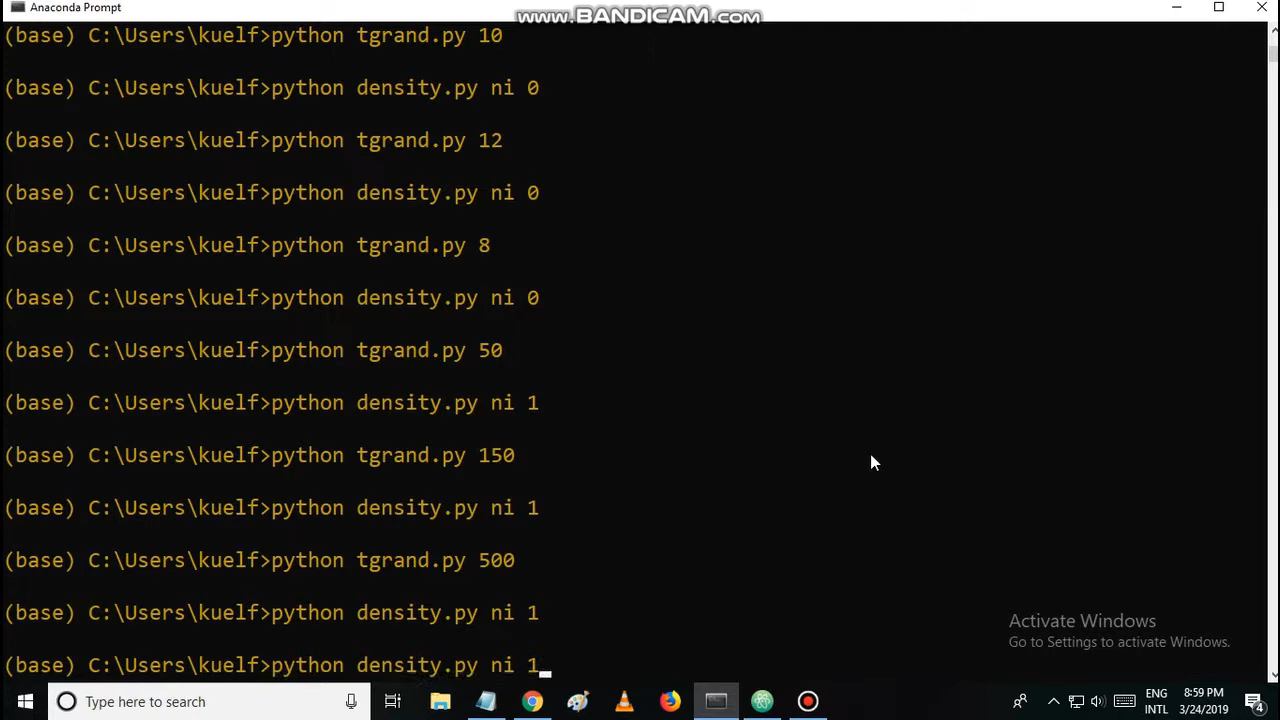 Anaconda Prompt
www.BANDICAM.com
(base) C:\Users\kuelf>python tgrand.py 10
(base) C:\Users\kuelf>python density.py ni 0
(base) C:\Users\kuelf>python tgrand.py 12
(base) C:\Users\kuelf>python density.py ni 0
(base) C:\Users\kuelf>python tgrand.py 8
(base) C:\Users\kuelf>python density.py ni 0
(base) C:\Users\kuelf>python tgrand.py 50
(base) C:\Users\kuelf>python density.py ni 1
(base) C:\Users\kuelf>python tgrand.py 150
(base) C:\Users\kuelf>python density.py ni 1
(base) C:\Users\kuelf>python tgrand.py 500
(base) C:\Users\kuelf>python density.py ni 1
(base) C:\Users\kuelf>python density.py ni 1
Activate Windows
Go to Settings to activate Windows.
Type here to search
ENG
INTL
8:59 PM
3/24/2019
4